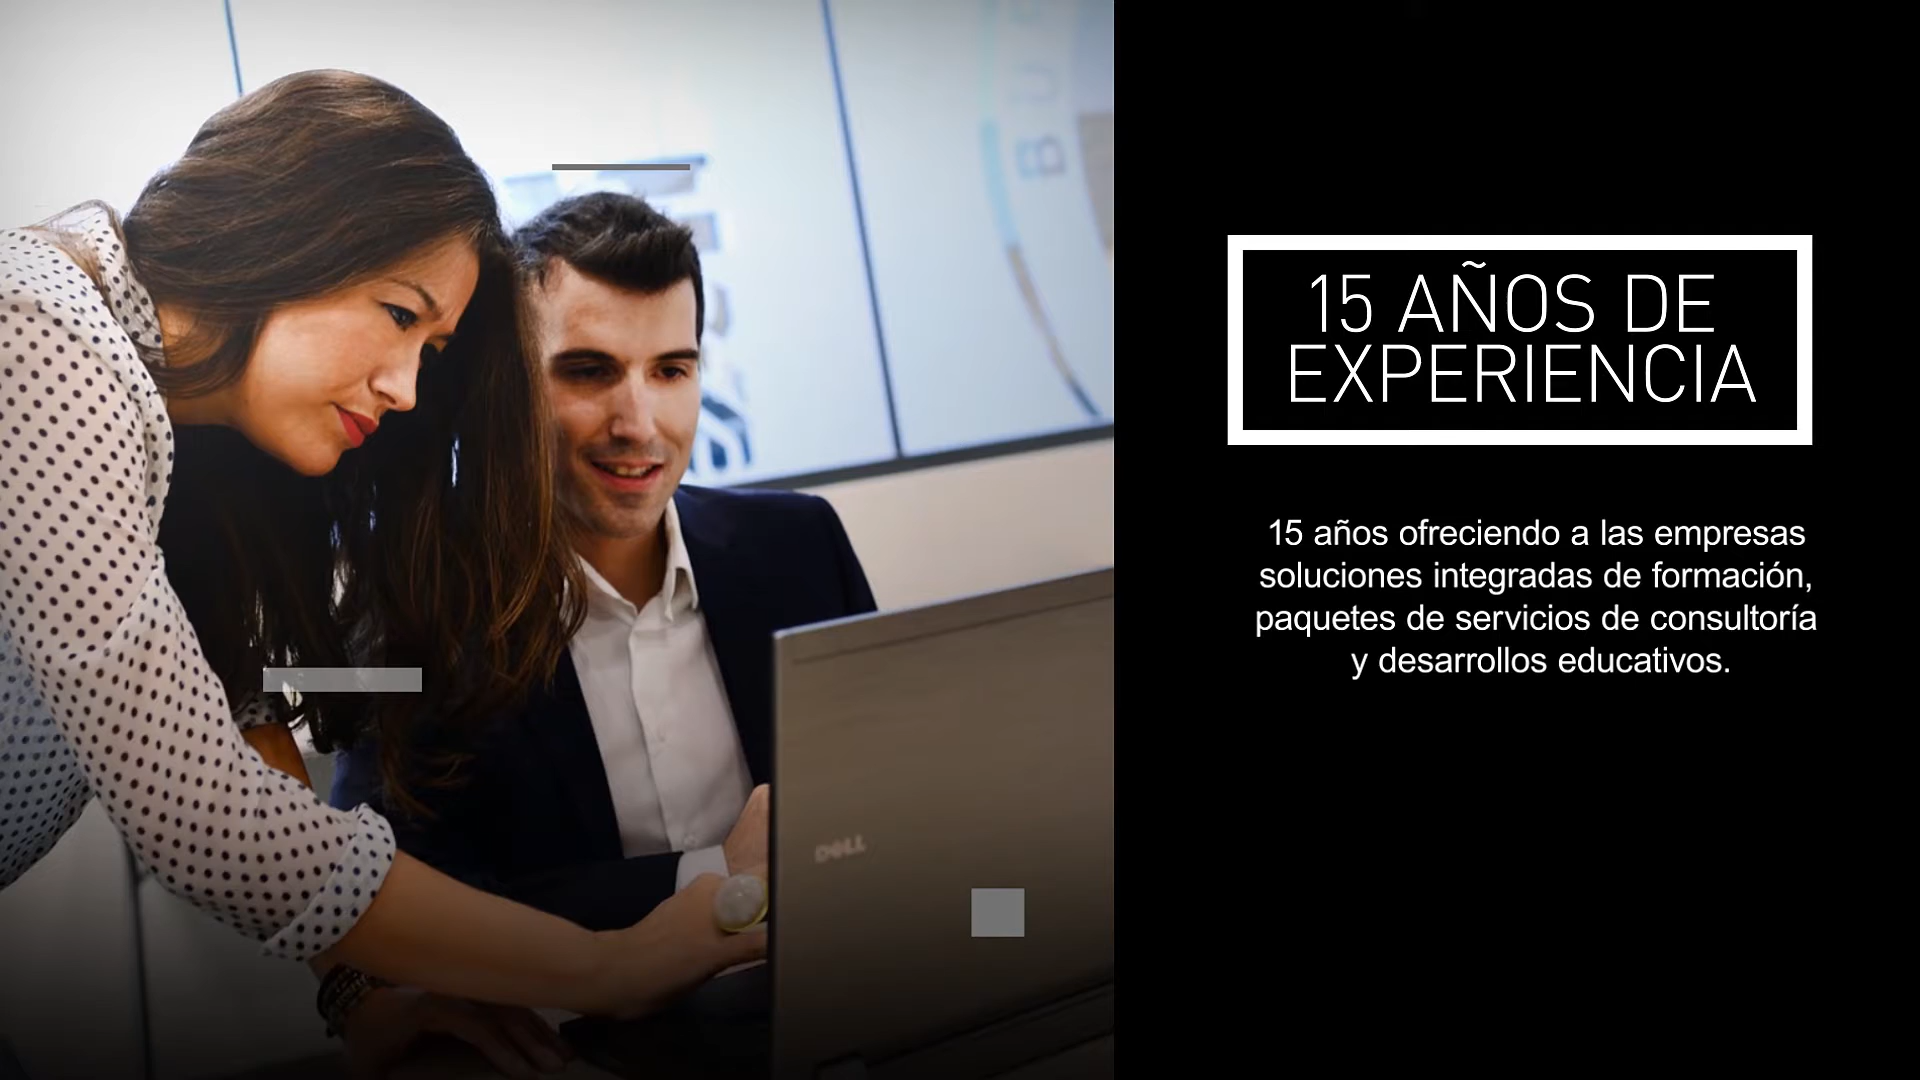 15 AÑOS DE
EXPERIENCIA
15 años ofreciendo a las empresas
soluciones integradas de formación,
paquetes de servicios de consultoría
y desarrollos educativos.
DELL